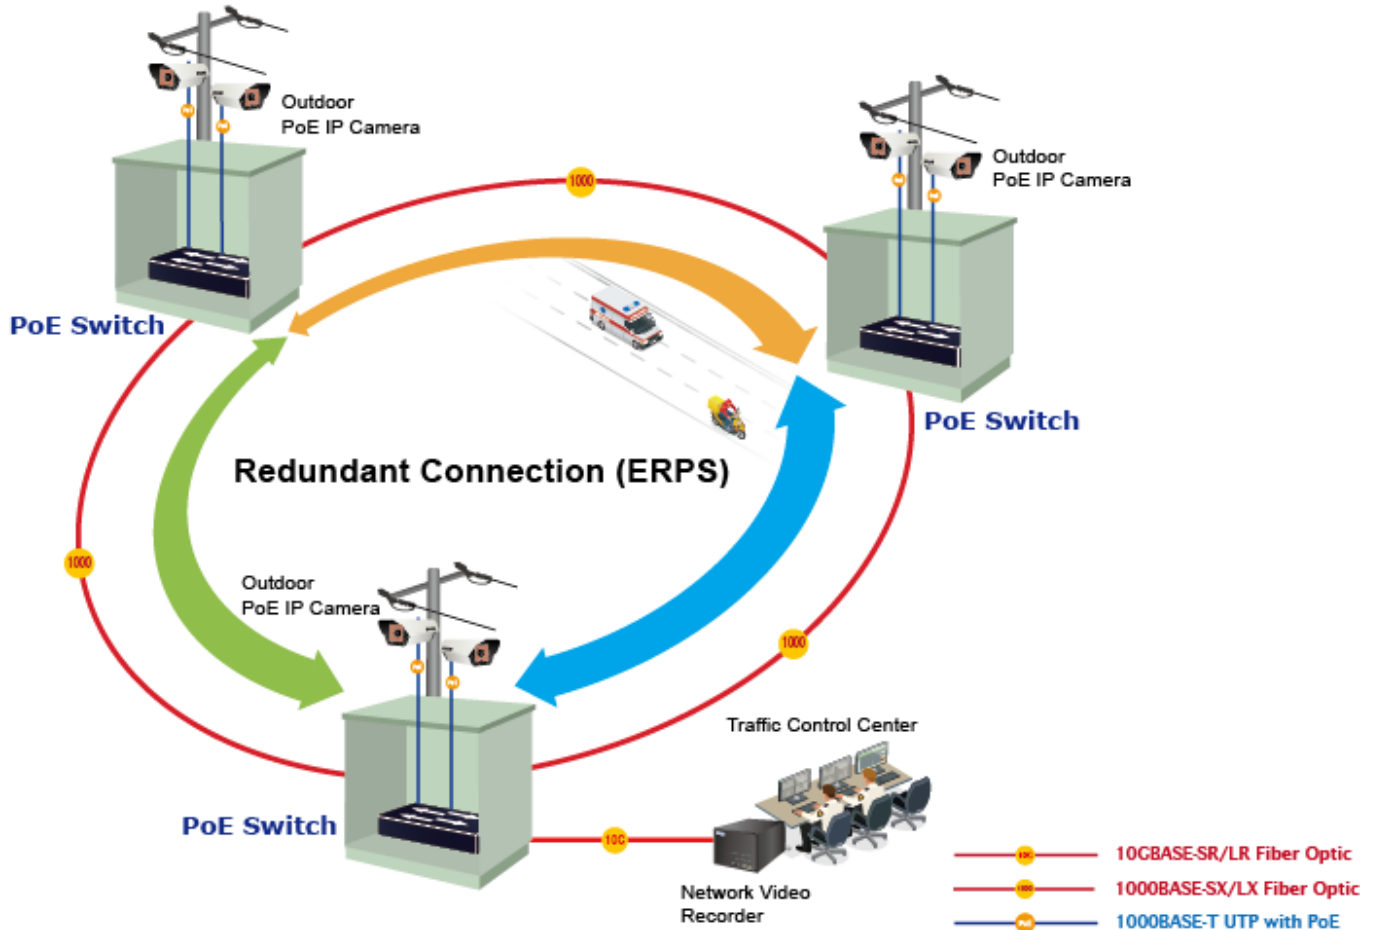 Outdoor
PoE IP Camera
Outdoor
PoE IP Camera
1000
PoE Switch
PoE Switch
Redundant Connection (ERPS)
1000
Outdoor
PoE IP Camera
1000
Traffic Control Center
PoE Switch
10G
Network Video
Recorder
10GBASE-SR/LR Fiber Optic
1000BASE-SX/LX Fiber Optic
1000BASE-T UTP with PoE